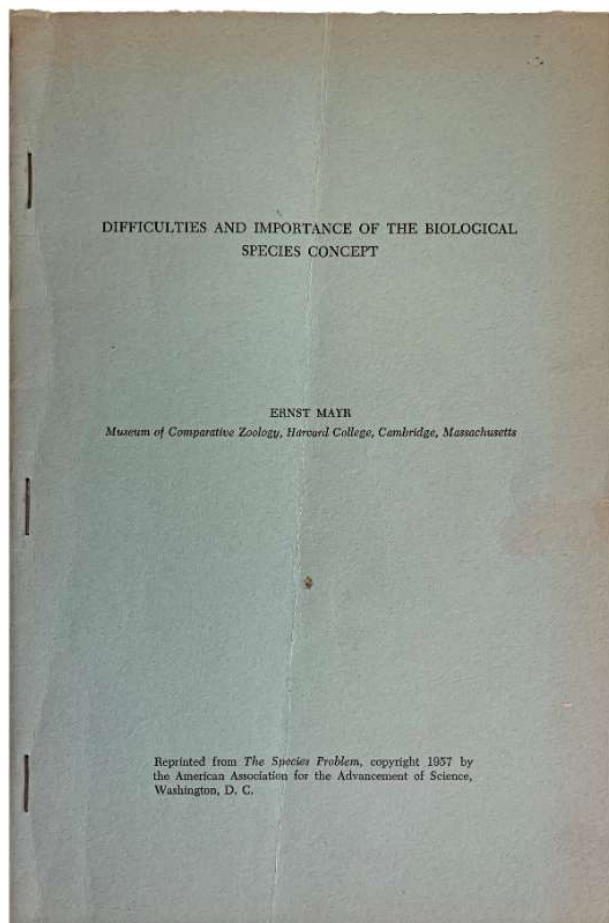 DIFFICULTIES AND IMPORTANCE OF THE BIOLOGICAL
SPECIES CONCEPT
ERNST MAYR
Museum of Comparative Zoology, Harvard College, Cambridge, Massachusetts
Reprinted from The Species Problem, copyright 1957 by
the American Association for the Advancement of Science,
Washington, D. C.